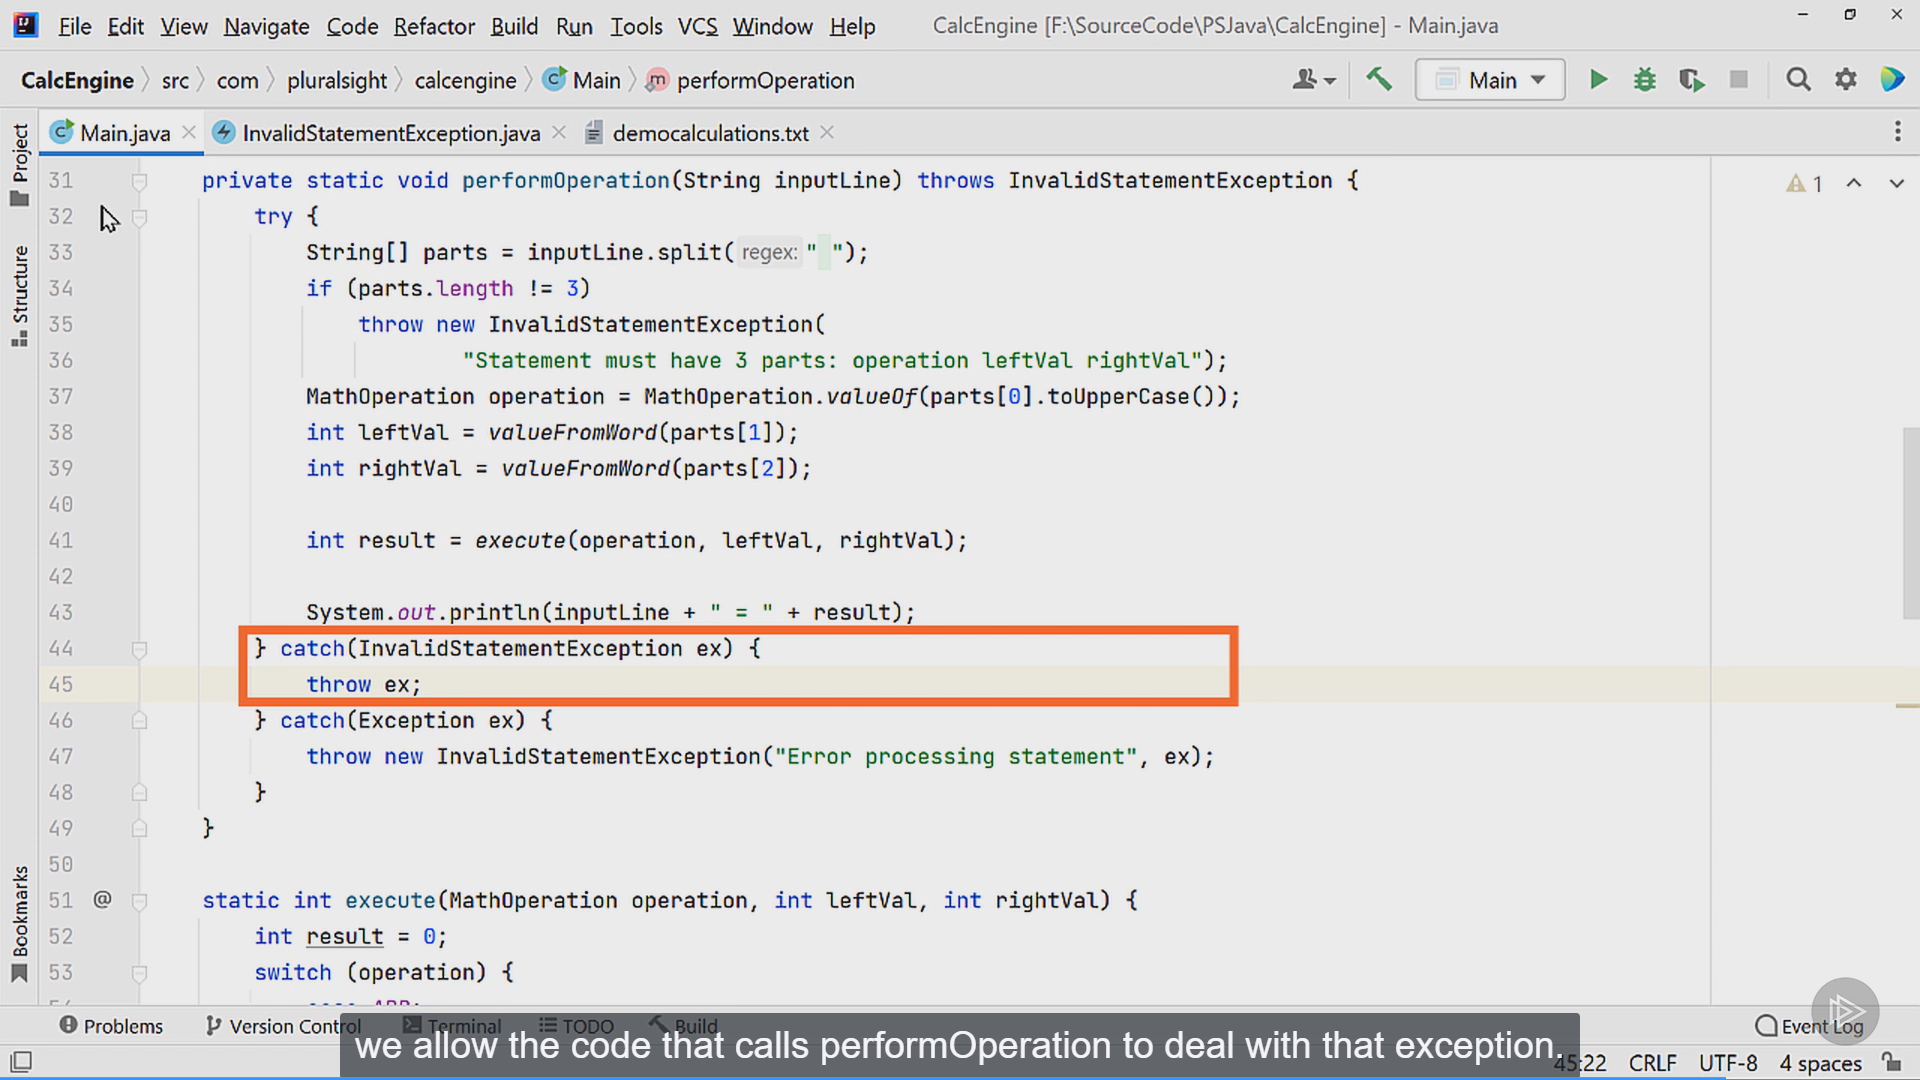 File Edit View Navigate Code Refactor Build Run Tools VCS Window Help CalcEngine [F:\SourceCode\PSJava\CalcEngine] - Main.java
CalcEngine src com pluralsight calcengine Main performOperation Main
Main.java InvalidStatementException.java democalculations.txt
Project
Structure
Bookmarks
31 private static void performOperation(String inputLine) throws InvalidStatementException { 1
32 try {
33 String[] parts = inputLine.split( regex: " ");
34 if (parts.length != 3)
35 throw new InvalidStatementException(
36 "Statement must have 3 parts: operation leftVal rightVal");
37 MathOperation operation = MathOperation.valueOf(parts[0].toUpperCase());
38 int leftVal = valueFromWord(parts[1]);
39 int rightVal = valueFromWord(parts[2]);
40
41 int result = execute(operation, leftVal, rightVal);
42
43 System.out.println(inputLine + " = " + result);
44 } catch(InvalidStatementException ex) {
45 throw ex;
46 } catch(Exception ex) {
47 throw new InvalidStatementException("Error processing statement", ex);
48 }
49 }
50
51 @ static int execute(MathOperation operation, int leftVal, int rightVal) {
52 int result = 0;
53 switch (operation) {
Problems Version Control Terminal TODO Build Event Log
we allow the code that calls performOperation to deal with that exception.
45:22 CRLF UTF-8 4 spaces